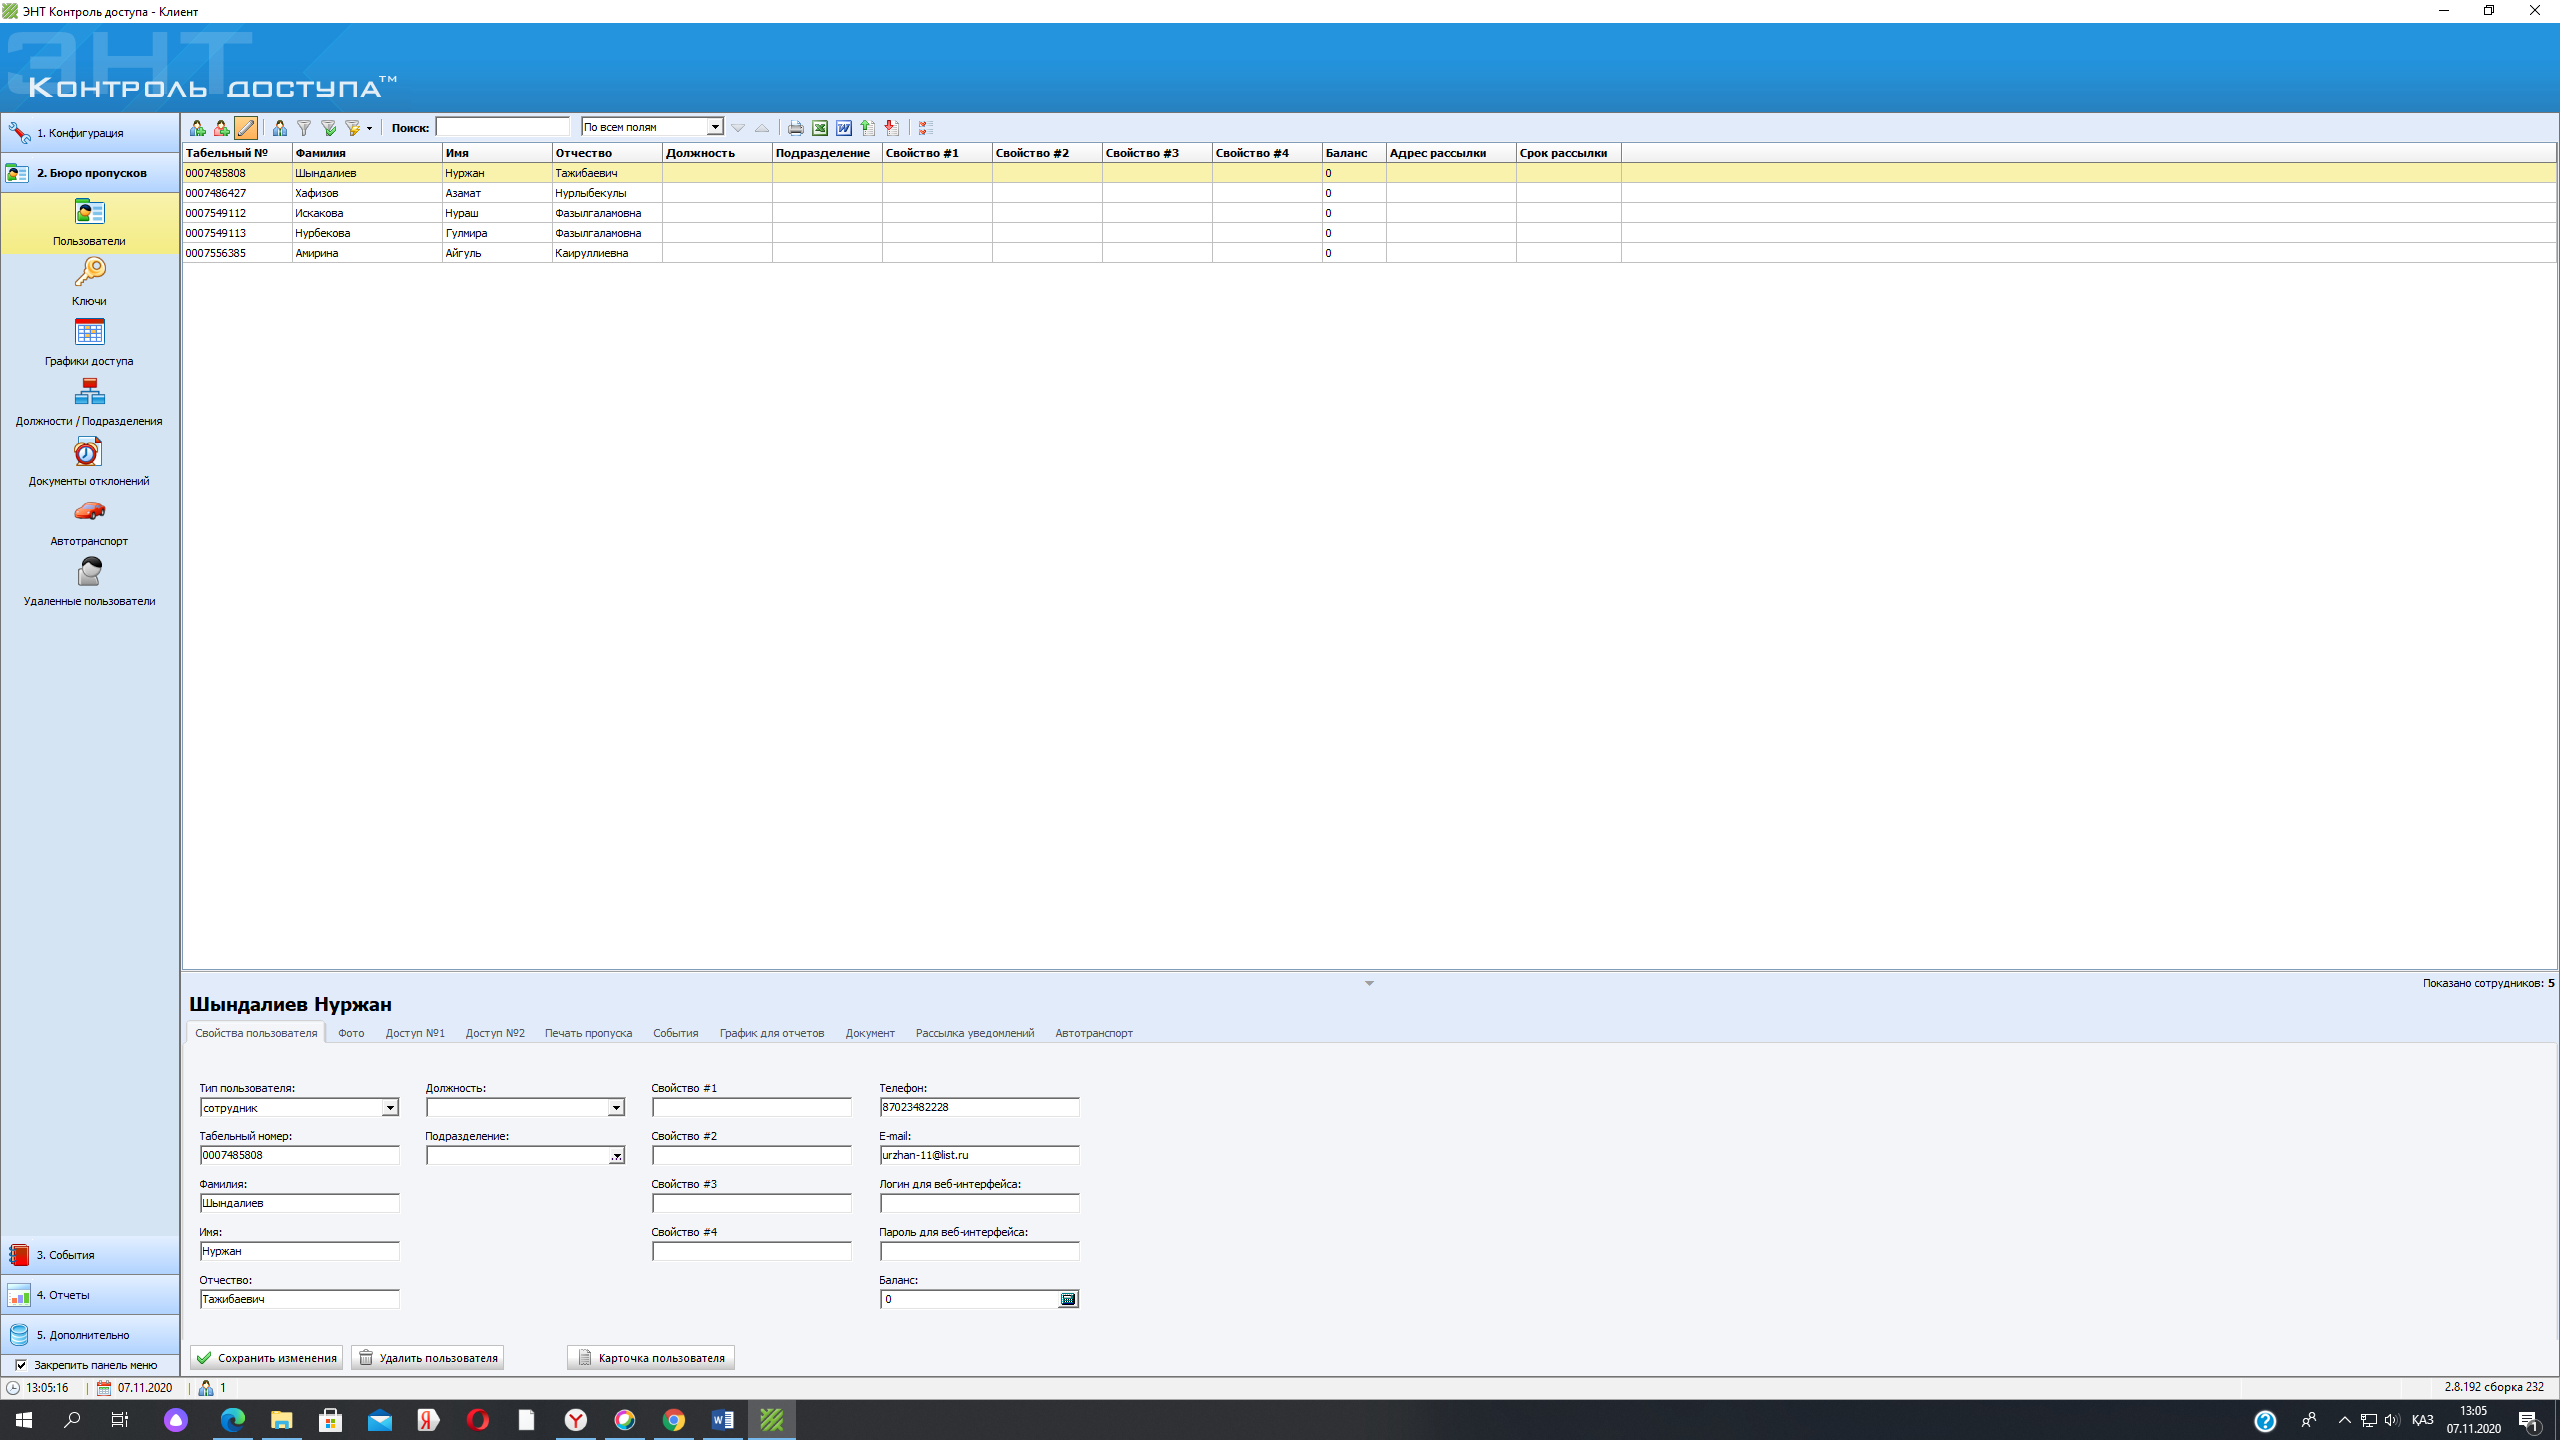 ЭНТ Контроль доступа - Клиент
ЭНТ
Контроль доступа™
1. Конфигурация
2. Бюро пропусков
Пользователи
Ключи
Графики доступа
Должности / Подразделения
Документы отклонений
Автотранспорт
Удаленные пользователи
3. События
4. Отчеты
5. Дополнительно
Закрепить панель меню
Поиск: По всем полям
Табельный № Фамилия Имя Отчество Должность Подразделение Свойство #1 Свойство #2 Свойство #3 Свойство #4 Баланс Адрес рассылки Срок рассылки
0007485808 Шындалиев Нуржан Тажибаевич 0
0007486427 Хафизов Азамат Нурлыбекулы 0
0007549112 Искакова Нураш Фазылгаламовна 0
0007549113 Нурбекова Гулмира Фазылгаламовна 0
0007556385 Амирина Айгуль Каируллиевна 0
Показано сотрудников: 5
Шындалиев Нуржан
Свойства пользователя Фото Доступ №1 Доступ №2 Печать пропуска События График для отчетов Документ Рассылка уведомлений Автотранспорт
Тип пользователя: Должность: Свойство #1 Телефон:
сотрудник 87023482228
Табельный номер: Подразделение: Свойство #2 E-mail:
0007485808 urzhan-11@list.ru
Фамилия: Свойство #3 Логин для веб-интерфейса:
Шындалиев
Имя: Свойство #4 Пароль для веб-интерфейса:
Нуржан
Отчество: Баланс:
Тажибаевич 0
Сохранить изменения Удалить пользователя Карточка пользователя
13:05:16 07.11.2020 1 2.8.192 сборка 232
ҚАЗ 13:05
07.11.2020
1